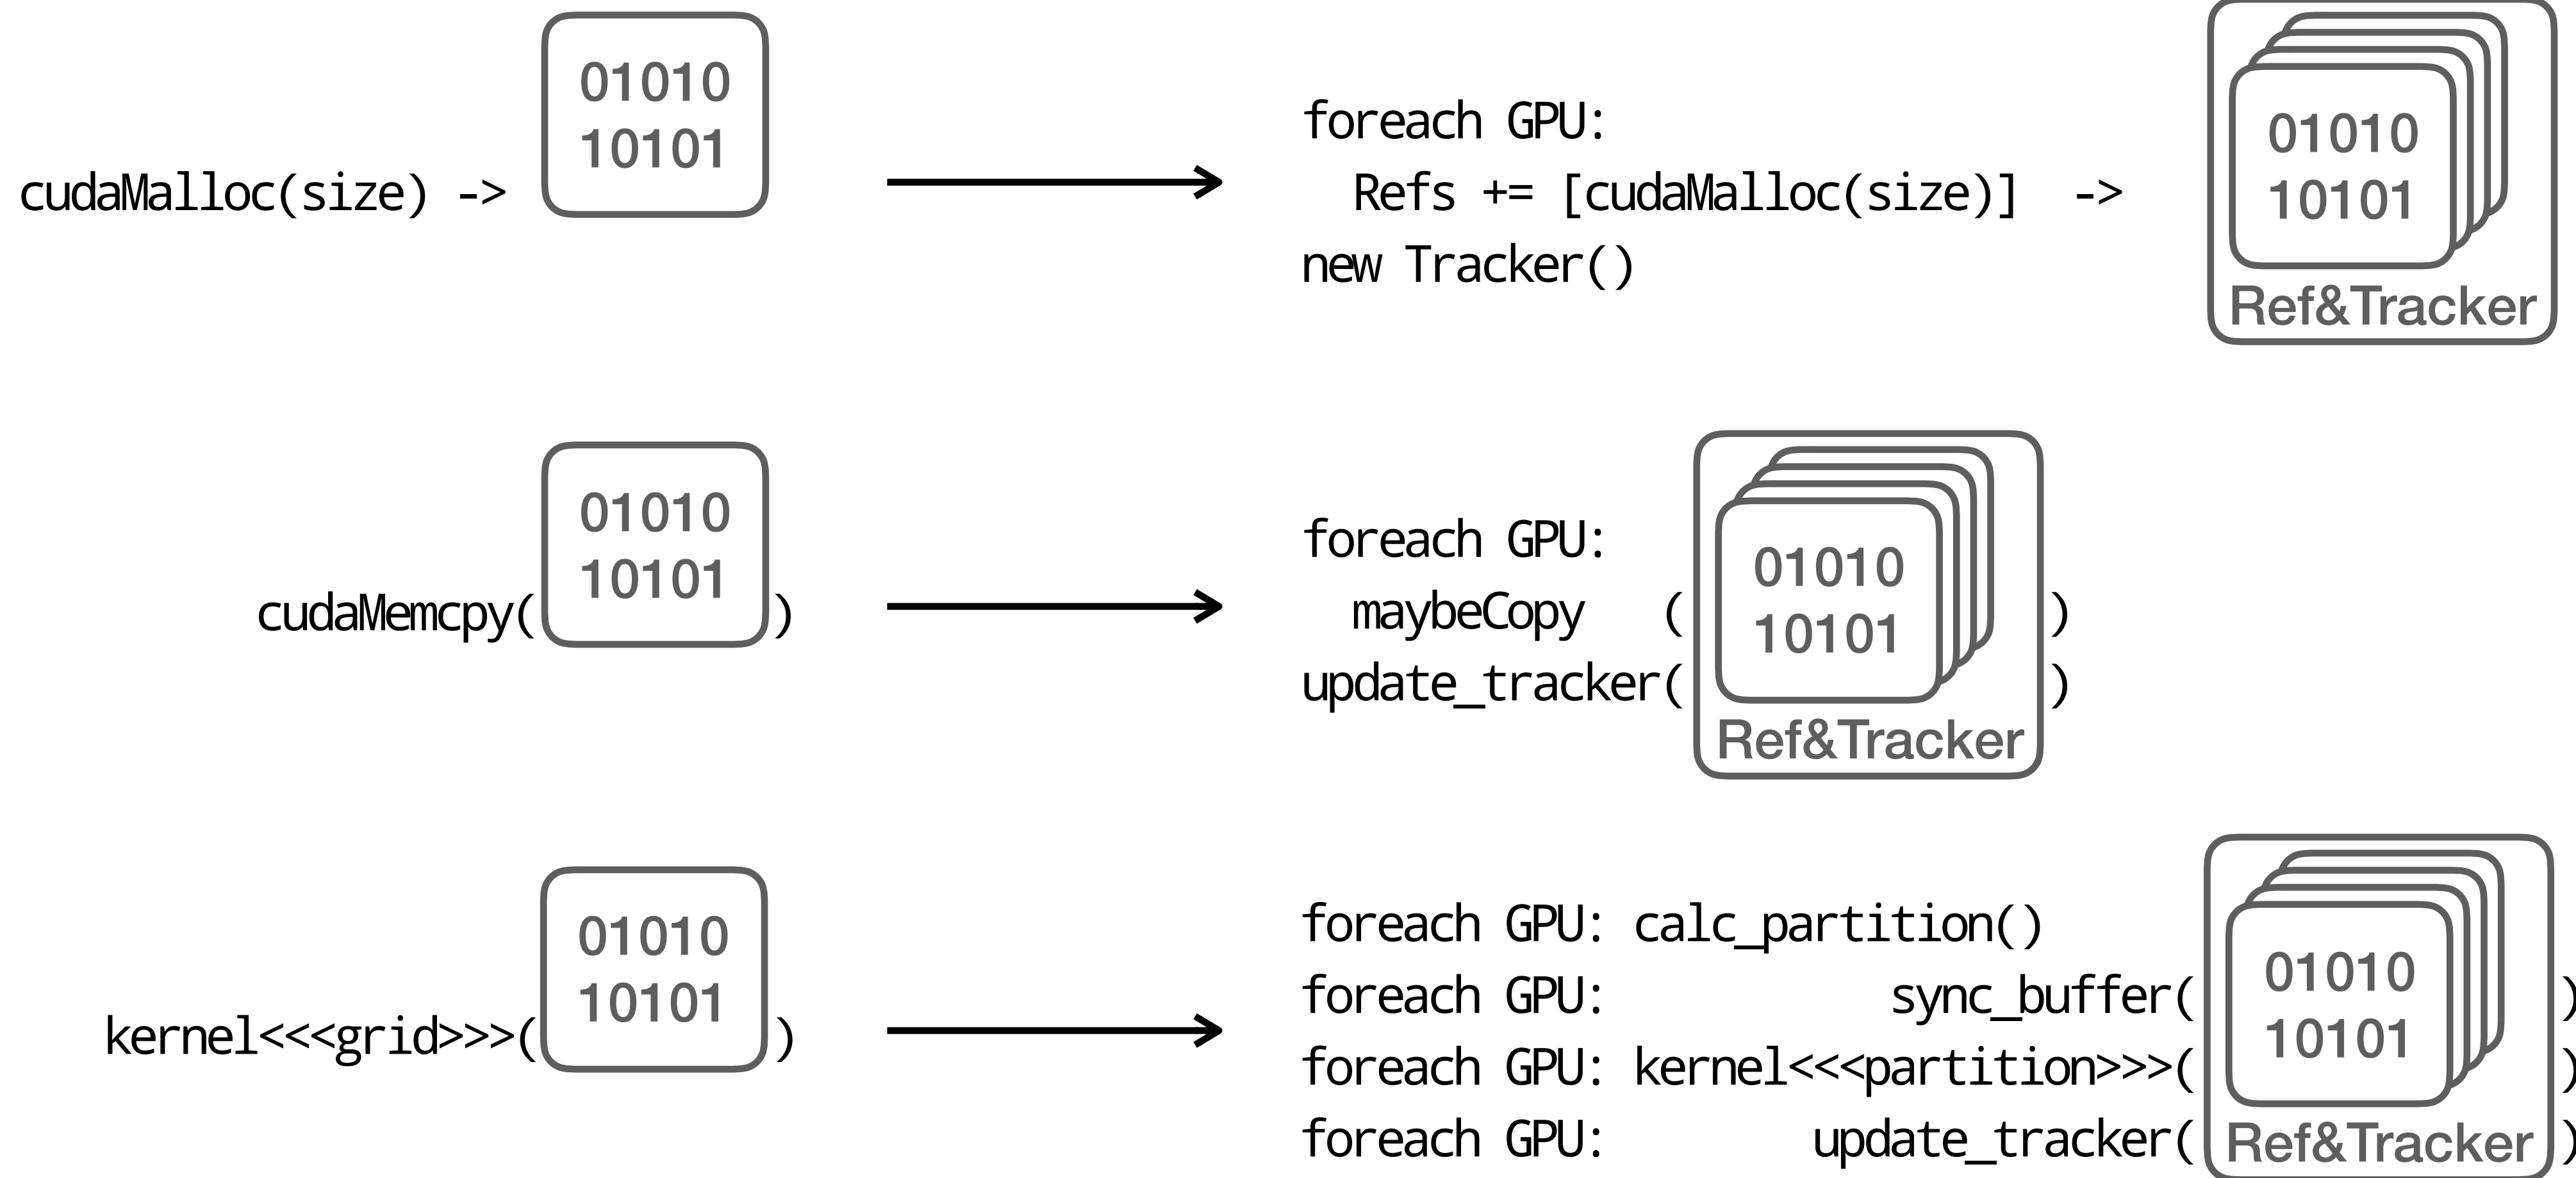 01010
10101
cudaMalloc(size) ->
foreach GPU:
Refs += [cudaMalloc(size)] ->
new Tracker()
01010
10101
Ref&Tracker
01010
10101
cudaMemcpy( )
foreach GPU:
maybeCopy ( )
update_tracker( )
01010
10101
Ref&Tracker
01010
10101
kernel<<<grid>>>( )
foreach GPU: calc_partition()
foreach GPU: sync_buffer( )
foreach GPU: kernel<<<partition>>>( )
foreach GPU: update_tracker( )
01010
10101
Ref&Tracker